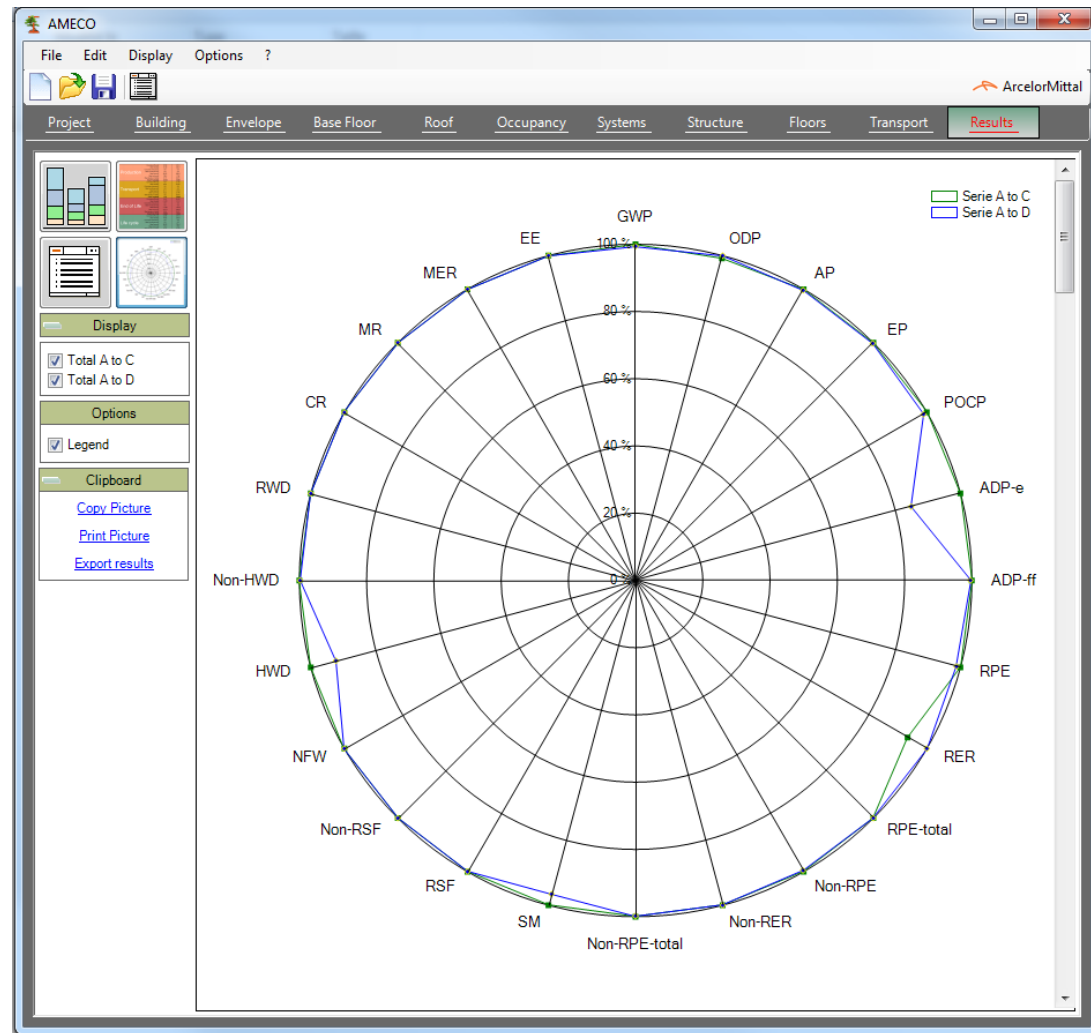 AMECO
File Edit Display Options ?
ArcelorMittal
Project Building Envelope Base Floor Roof Occupancy Systems Structure Floors Transport Results
Display
Total A to C
Total A to D
Options
Legend
Clipboard
Copy Picture
Print Picture
Export results
Serie A to C
Serie A to D
GWP
ODP
AP
EP
POCP
ADP-e
ADP-ff
RPE
RER
RPE-total
Non-RPE
Non-RER
Non-RPE-total
SM
RSF
Non-RSF
NFW
HWD
Non-HWD
RWD
CR
MR
MER
EE
100 %
80 %
60 %
40 %
20 %
0 %